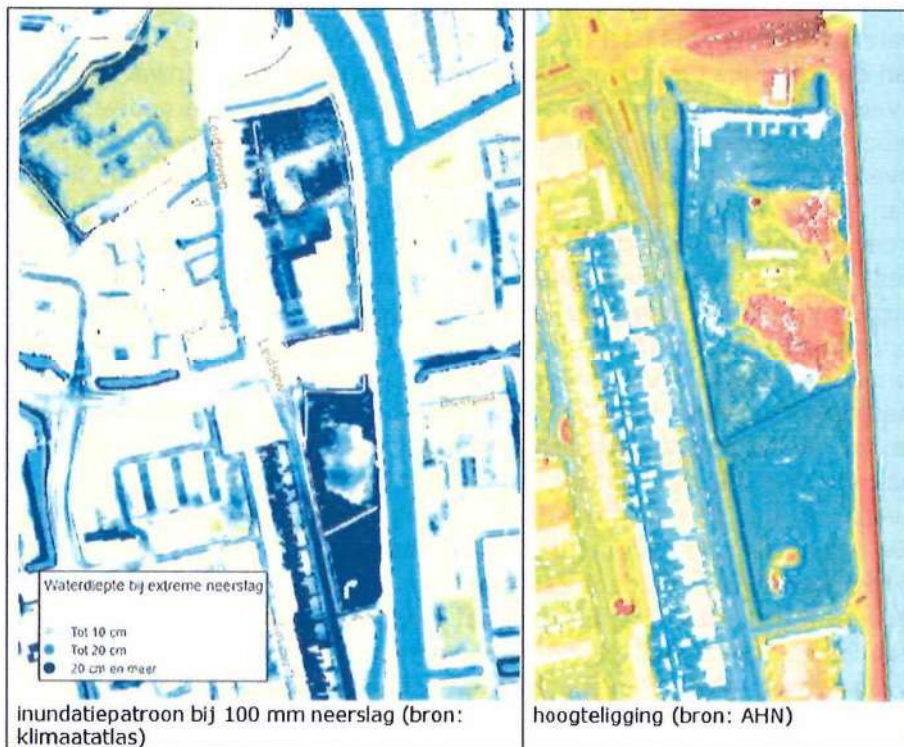 Leidseweg
Waterdiepte bij extreme neerslag
Tot 10 cm
Tot 20 cm
20 cm en meer
inundatiepatroon bij 100 mm neerslag (bron:
klimaatatlas)
hoogteligging (bron: AHN)